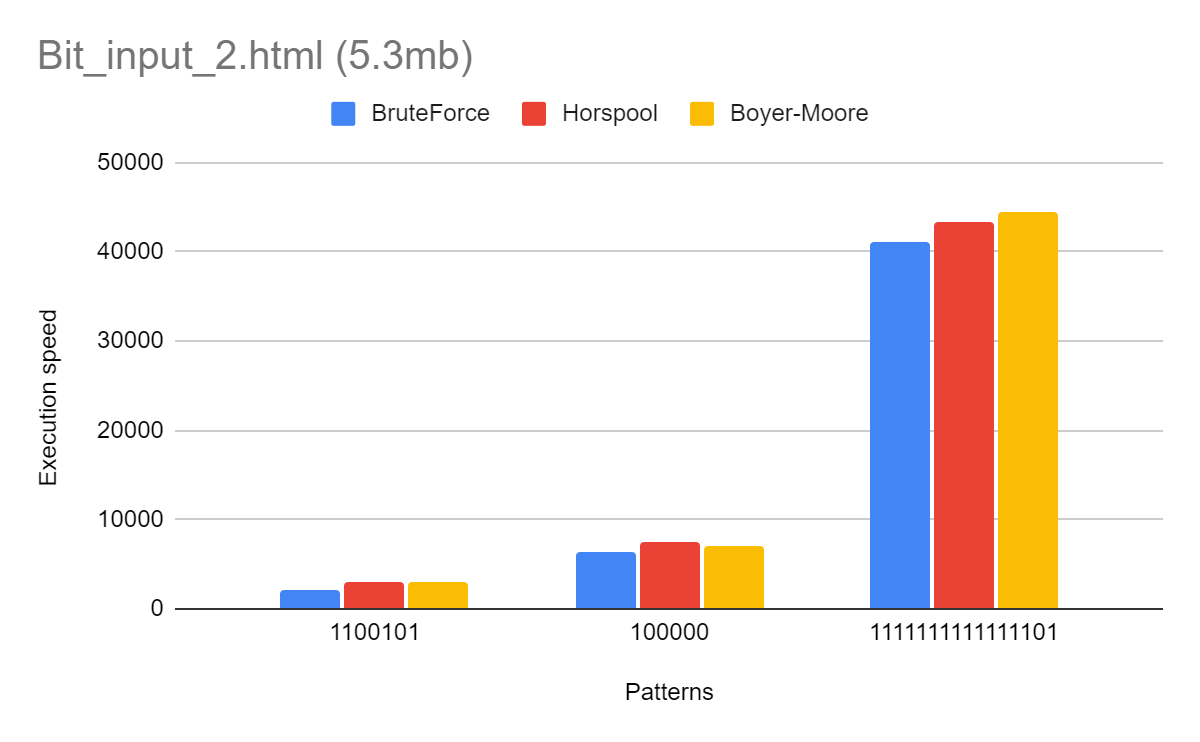 Bit_input_2.html (5.3mb)
BruteForce Horspool Boyer-Moore
50000
40000
30000
20000
10000
0
Execution speed
1100101 100000 1111111111111101
Patterns